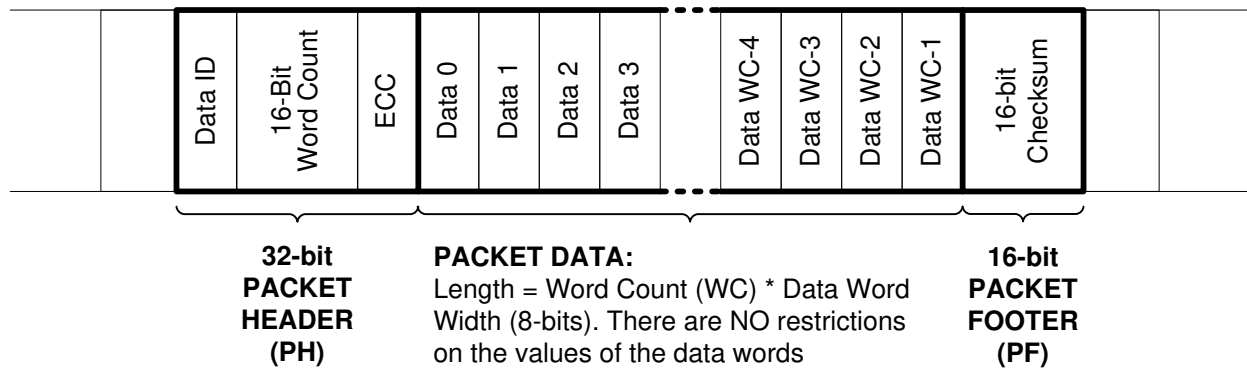 Data ID
16-Bit
Word Count
ECC
Data 0
Data 1
Data 2
Data 3
Data WC-4
Data WC-3
Data WC-2
Data WC-1
16-bit
Checksum
32-bit
PACKET
HEADER
(PH)
PACKET DATA:
Length = Word Count (WC) * Data Word
Width (8-bits). There are NO restrictions
on the values of the data words
16-bit
PACKET
FOOTER
(PF)